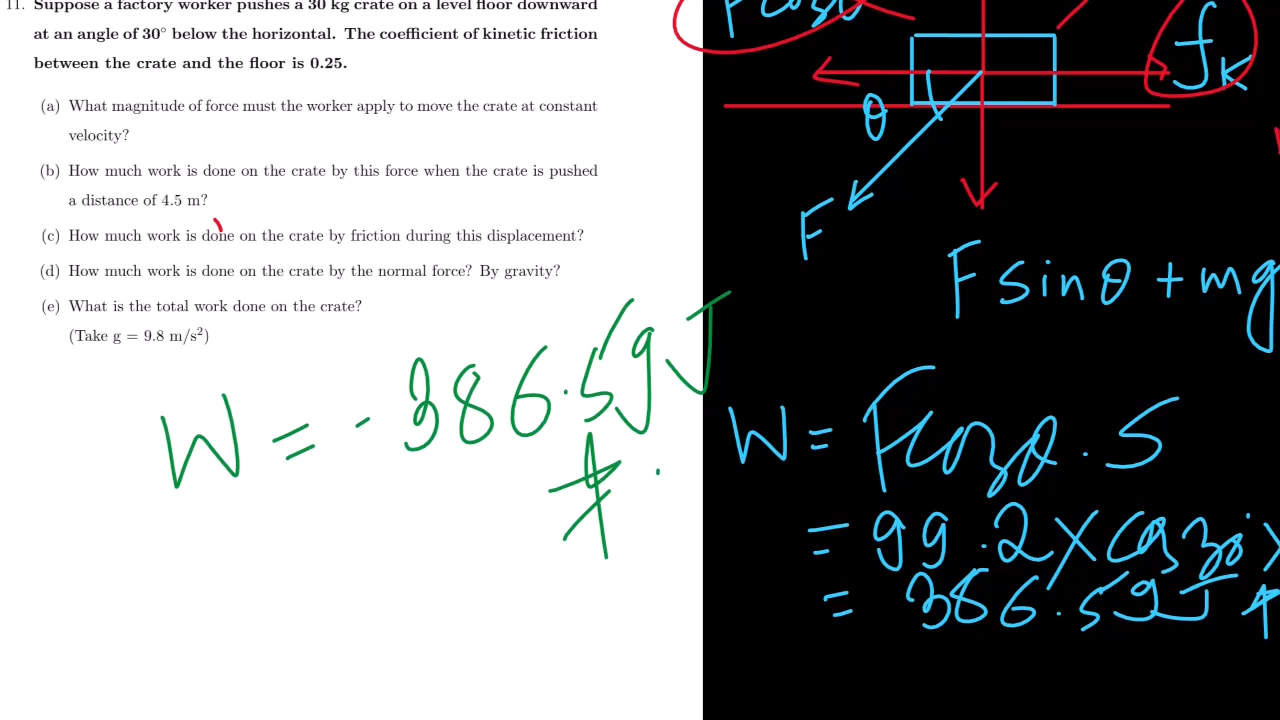 11. Suppose a factory worker pushes a 30 kg crate on a level floor downward
at an angle of 30° below the horizontal. The coefficient of kinetic friction
between the crate and the floor is 0.25.
(a) What magnitude of force must the worker apply to move the crate at constant
velocity?
(b) How much work is done on the crate by this force when the crate is pushed
a distance of 4.5 m?
(c) How much work is done on the crate by friction during this displacement?
(d) How much work is done on the crate by the normal force? By gravity?
(e) What is the total work done on the crate?
(Take g = 9.8 m/s²)
W = -386.59J
fK
θ
F
F sinθ + mg
W = Fcosθ . S
= 99.2 × cos 30 ×
= 386.59J